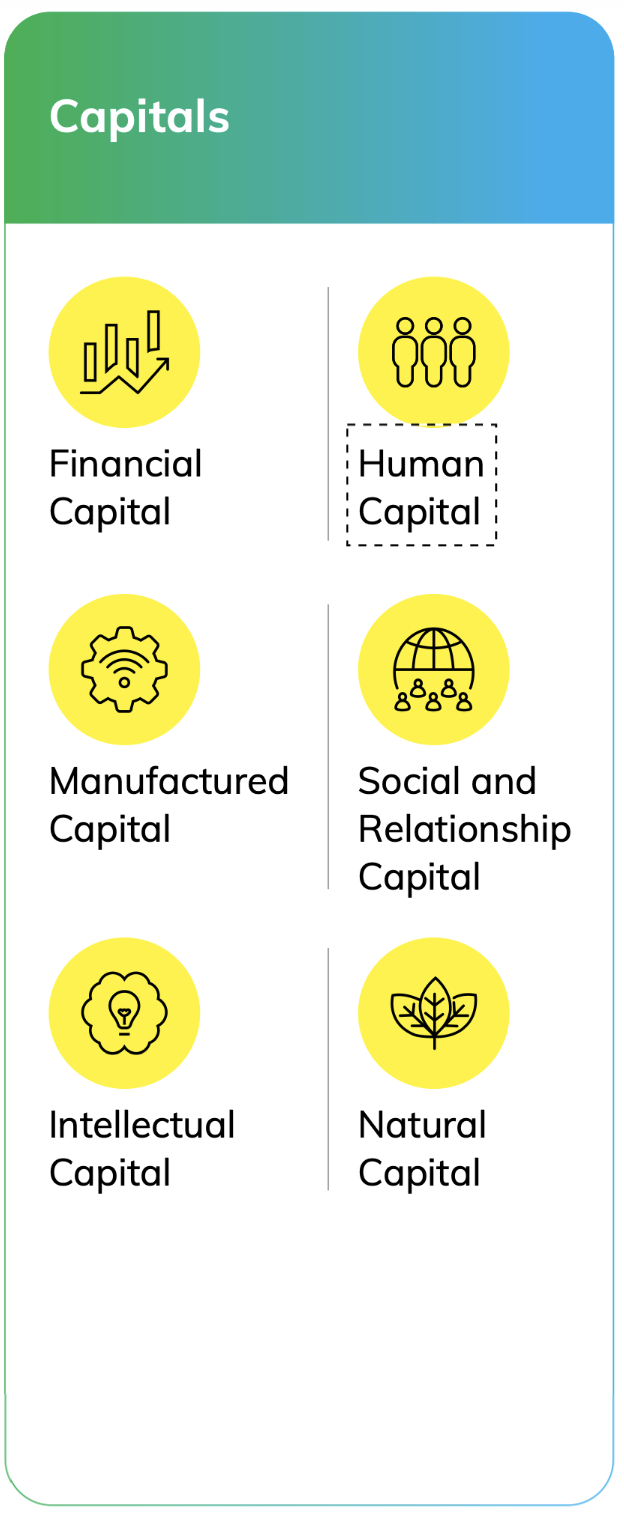 Capitals
Financial
Capital
Human
Capital
Manufactured
Capital
Social and
Relationship
Capital
Intellectual
Capital
Natural
Capital